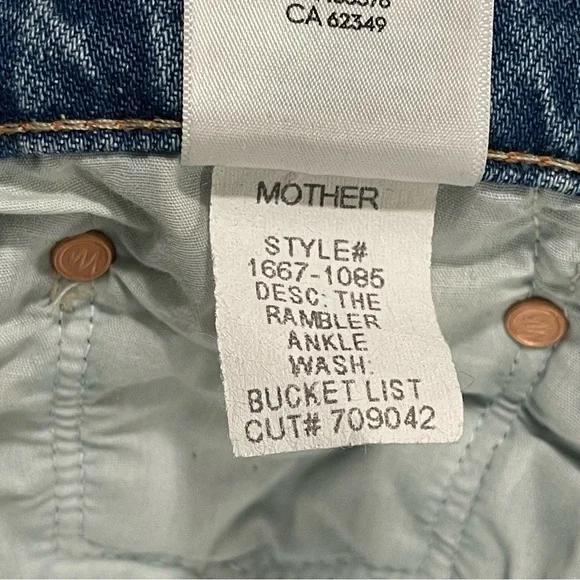 CA 62349
MOTHER
STYLE#
1667-1085
DESC: THE
RAMBLER
ANKLE
WASH:
BUCKET LIST
CUT# 709042